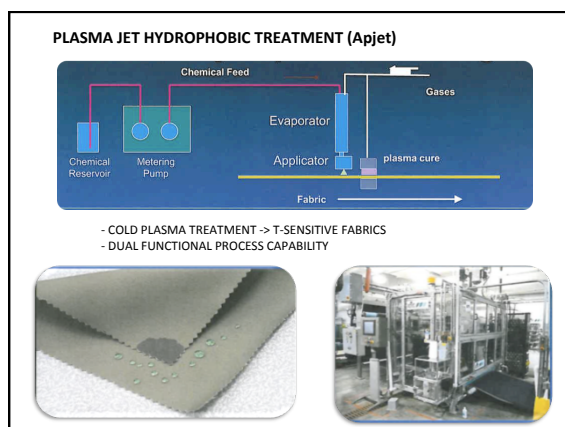 PLASMA JET HYDROPHOBIC TREATMENT (Apjet)
Chemical Feed
Gases
Evaporator
Applicator
plasma cure
Chemical
Reservoir
Metering
Pump
Fabric
- COLD PLASMA TREATMENT -> T-SENSITIVE FABRICS
- DUAL FUNCTIONAL PROCESS CAPABILITY